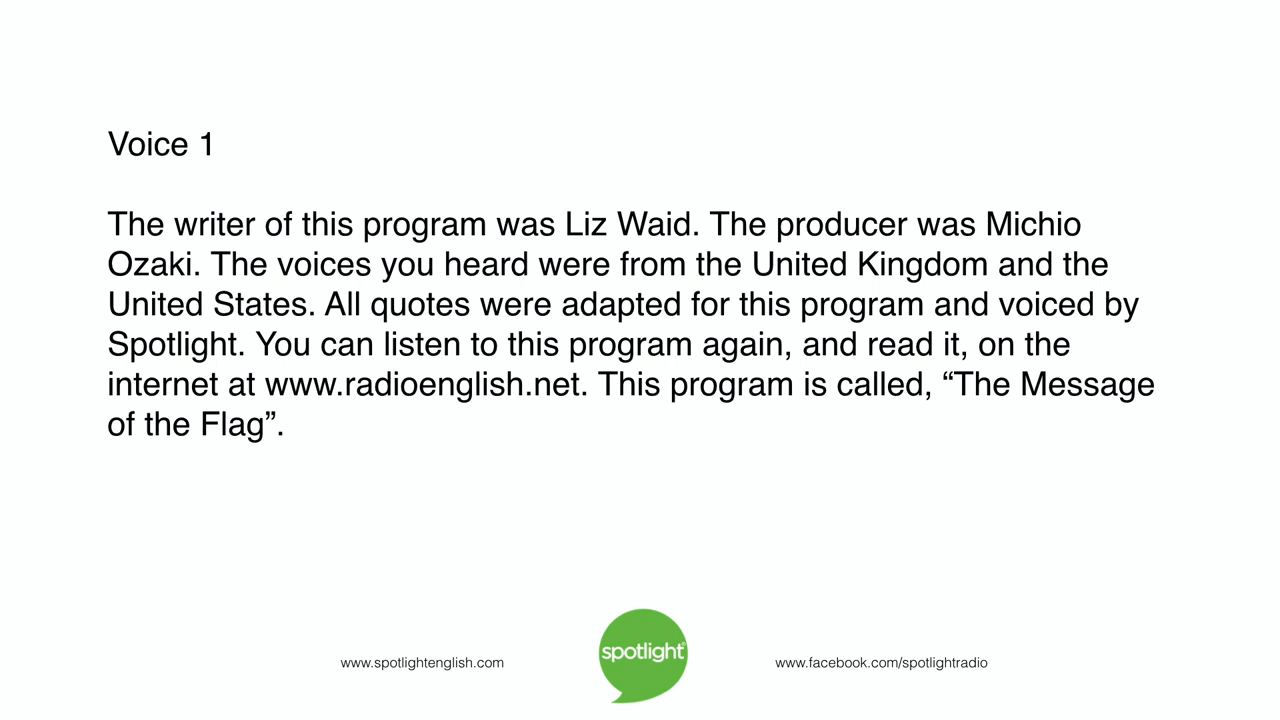 Voice 1
The writer of this program was Liz Waid. The producer was Michio
Ozaki. The voices you heard were from the United Kingdom and the
United States. All quotes were adapted for this program and voiced by
Spotlight. You can listen to this program again, and read it, on the
internet at www.radioenglish.net. This program is called, “The Message
of the Flag”.
www.spotlightenglish.com
spotlight
www.facebook.com/spotlightradio